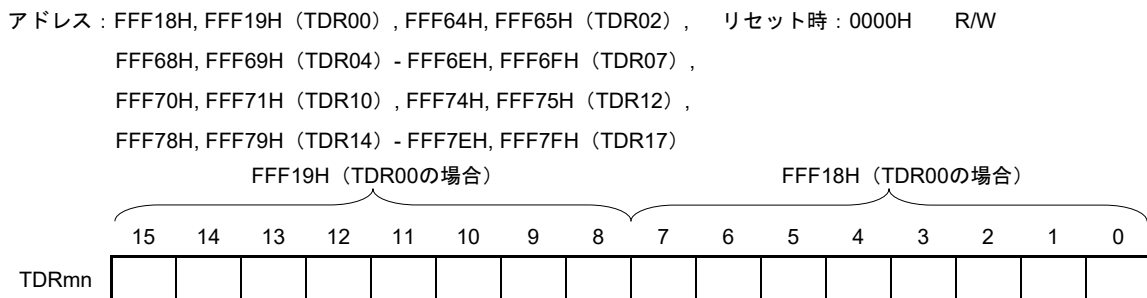 アドレス：FFF18H, FFF19H（TDR00）, FFF64H, FFF65H（TDR02）, リセット時：0000H R/W
FFF68H, FFF69H（TDR04）- FFF6EH, FFF6FH（TDR07）,
FFF70H, FFF71H（TDR10）, FFF74H, FFF75H（TDR12）,
FFF78H, FFF79H（TDR14）- FFF7EH, FFF7FH（TDR17）
FFF19H（TDR00の場合） FFF18H（TDR00の場合）
15 14 13 12 11 10 9 8 7 6 5 4 3 2 1 0
TDRmn